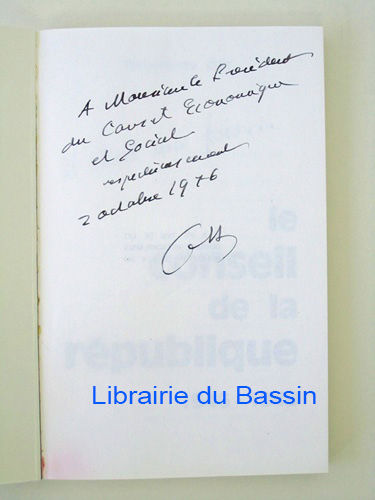 A Monsieur le Président
du Conseil Economique
et Social
respectueusement
2 octobre 1976
le
conseil
de la
république
Librairie du Bassin